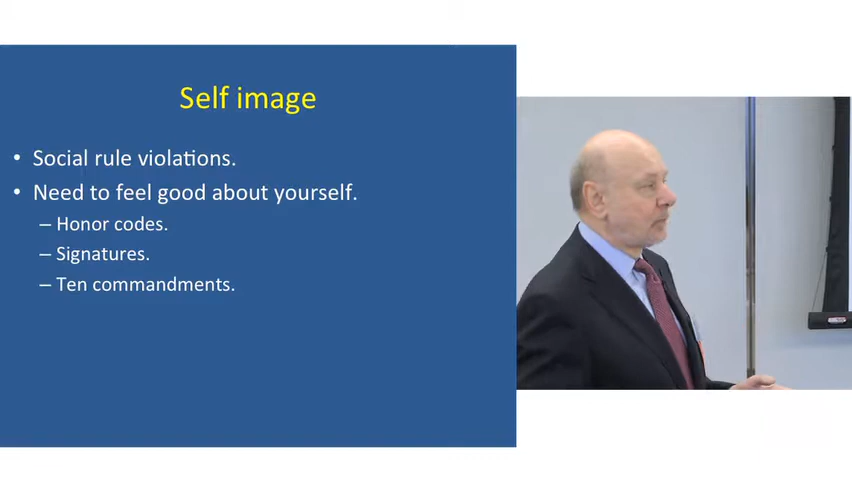 Self image
• Social rule violations.
• Need to feel good about yourself.
– Honor codes.
– Signatures.
– Ten commandments.